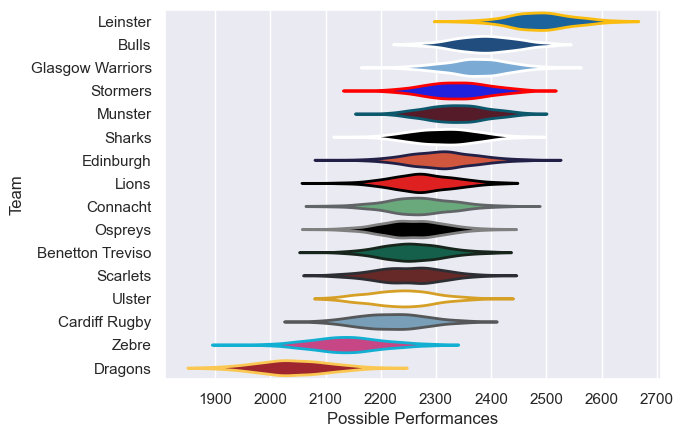 Team
Leinster
Bulls
Glasgow Warriors
Stormers
Munster
Sharks
Edinburgh
Lions
Connacht
Ospreys
Benetton Treviso
Scarlets
Ulster
Cardiff Rugby
Zebre
Dragons
1900 2000 2100 2200 2300 2400 2500 2600 2700
Possible Performances